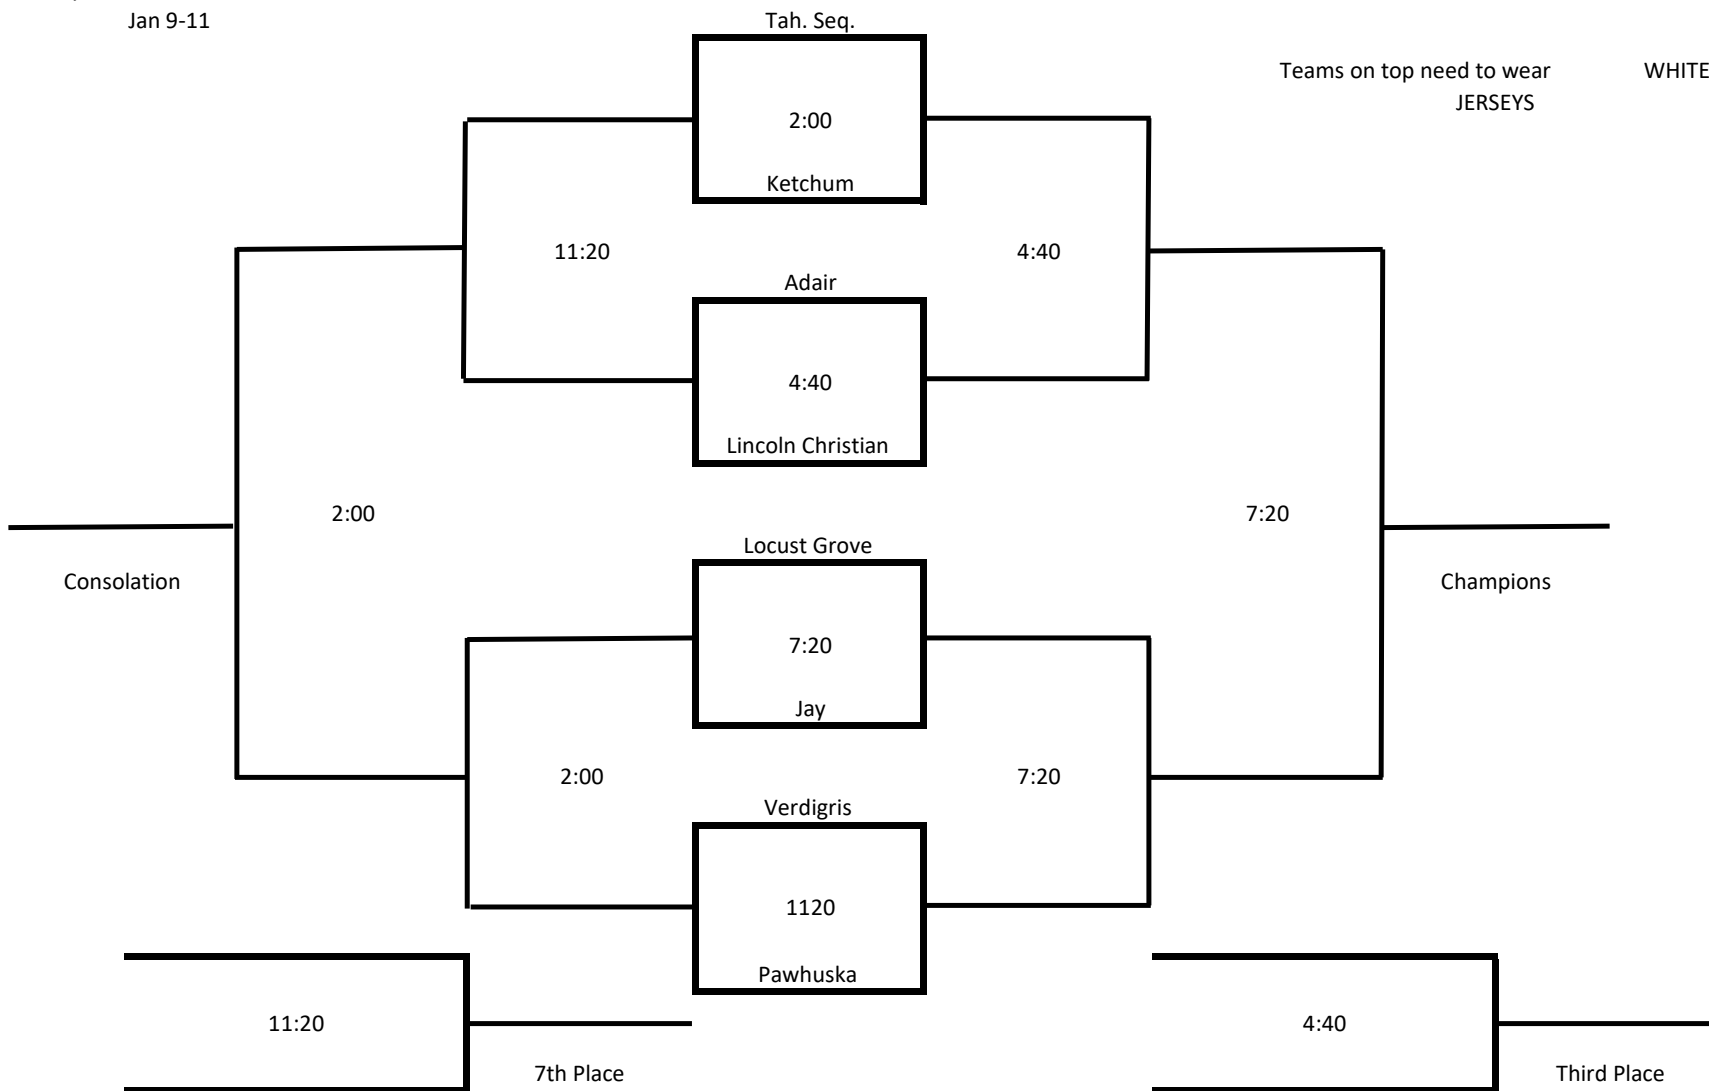 Jan 9-11
Tah. Seq.
Teams on top need to wear WHITE
JERSEYS
2:00
Ketchum
11:20
4:40
Adair
4:40
Lincoln Christian
2:00
7:20
Locust Grove
Consolation
Champions
7:20
Jay
2:00
7:20
Verdigris
1120
Pawhuska
11:20
4:40
7th Place
Third Place